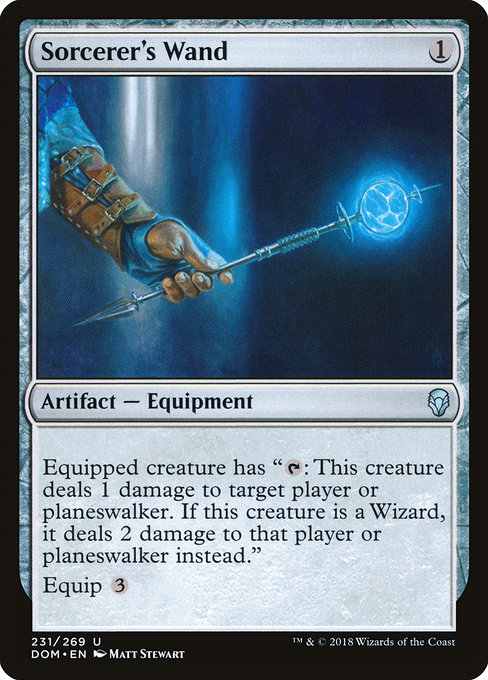 Sorcerer's Wand 1
Artifact — Equipment
Equipped creature has “: This creature
deals 1 damage to target player or
planeswalker. If this creature is a Wizard,
it deals 2 damage to that player or
planeswalker instead.”
Equip 3
231/269 U
™ & © 2018 Wizards of the Coast
DOM • EN Matt Stewart